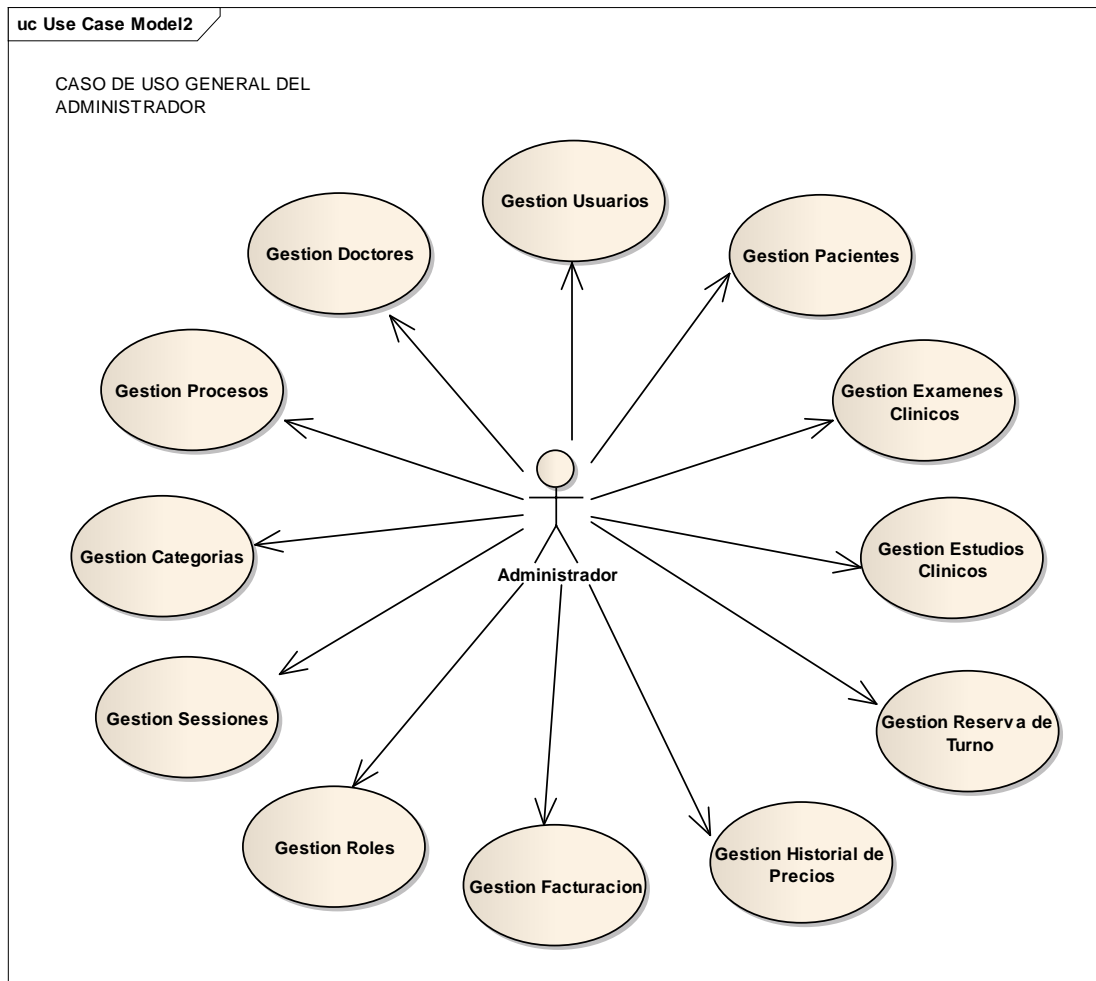 uc Use Case Model2
CASO DE USO GENERAL DEL
ADMINISTRADOR
Gestion Usuarios
Gestion Doctores
Gestion Pacientes
Gestion Procesos
Gestion Examenes
Clinicos
Gestion Categorias
Gestion Estudios
Clinicos
Administrador
Gestion Sessiones
Gestion Reserva de
Turno
Gestion Roles
Gestion Historial de
Precios
Gestion Facturacion